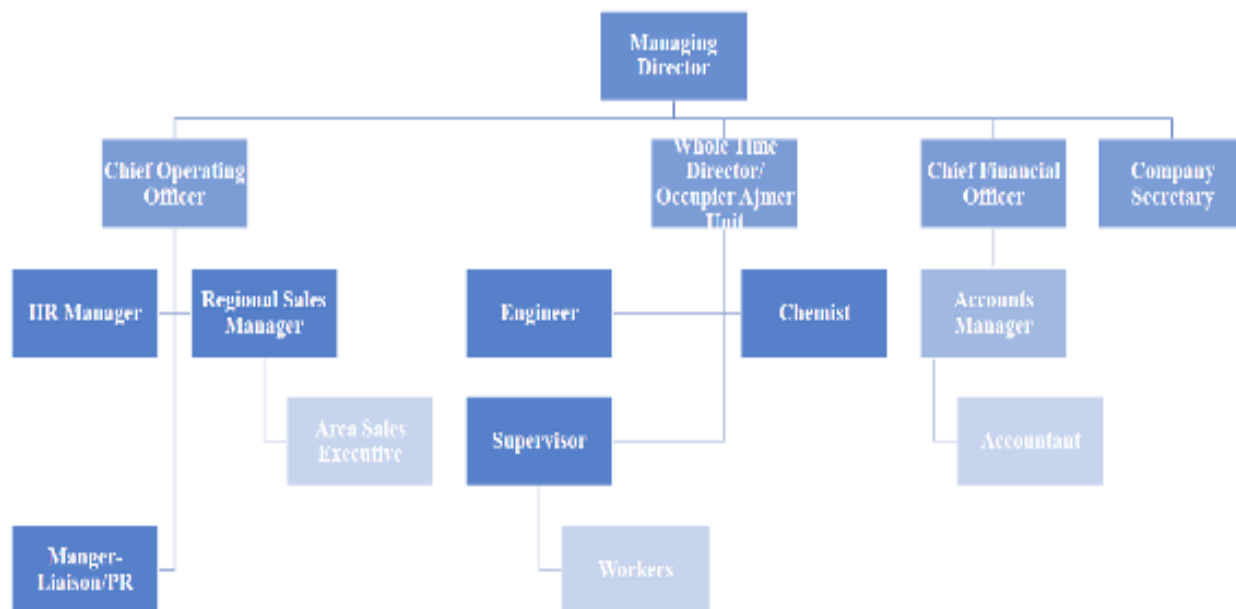 Managing
Director
Chief Operating
Officer
Whole Time
Director/
Occupier Ajmer
Unit
Chief Financial
Officer
Company
Secretary
HR Manager
Regional Sales
Manager
Engineer
Chemist
Accounts
Manager
Area Sales
Executive
Supervisor
Accountant
Manger-
Liaison/PR
Workers